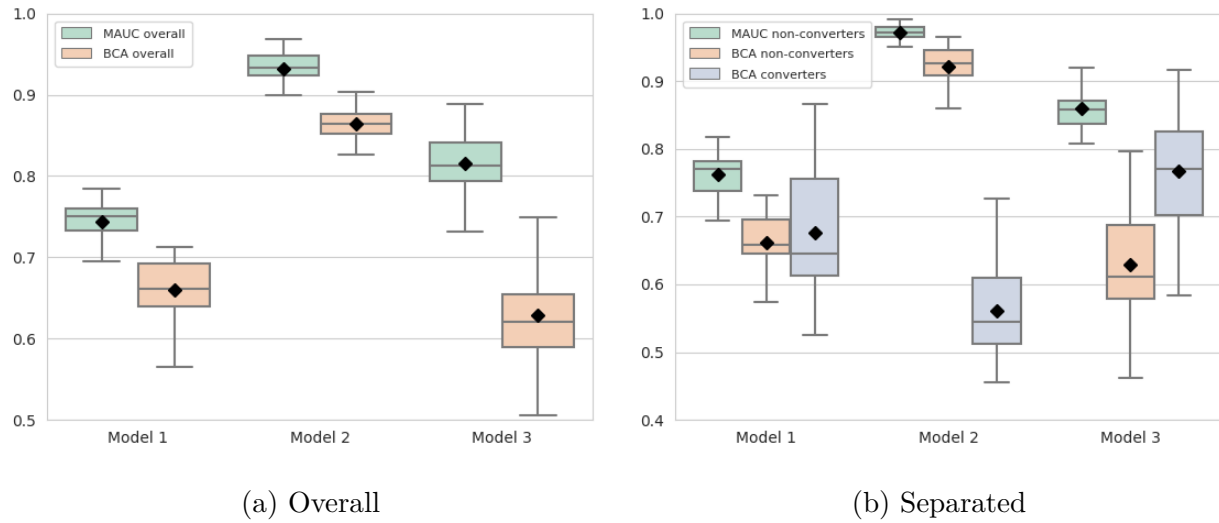 1.0
0.9
0.8
0.7
0.6
0.5
MAUC overall
BCA overall
Model 1 Model 2 Model 3
(a) Overall
1.0
0.9
0.8
0.7
0.6
0.5
0.4
MAUC non-converters
BCA non-converters
BCA converters
Model 1 Model 2 Model 3
(b) Separated